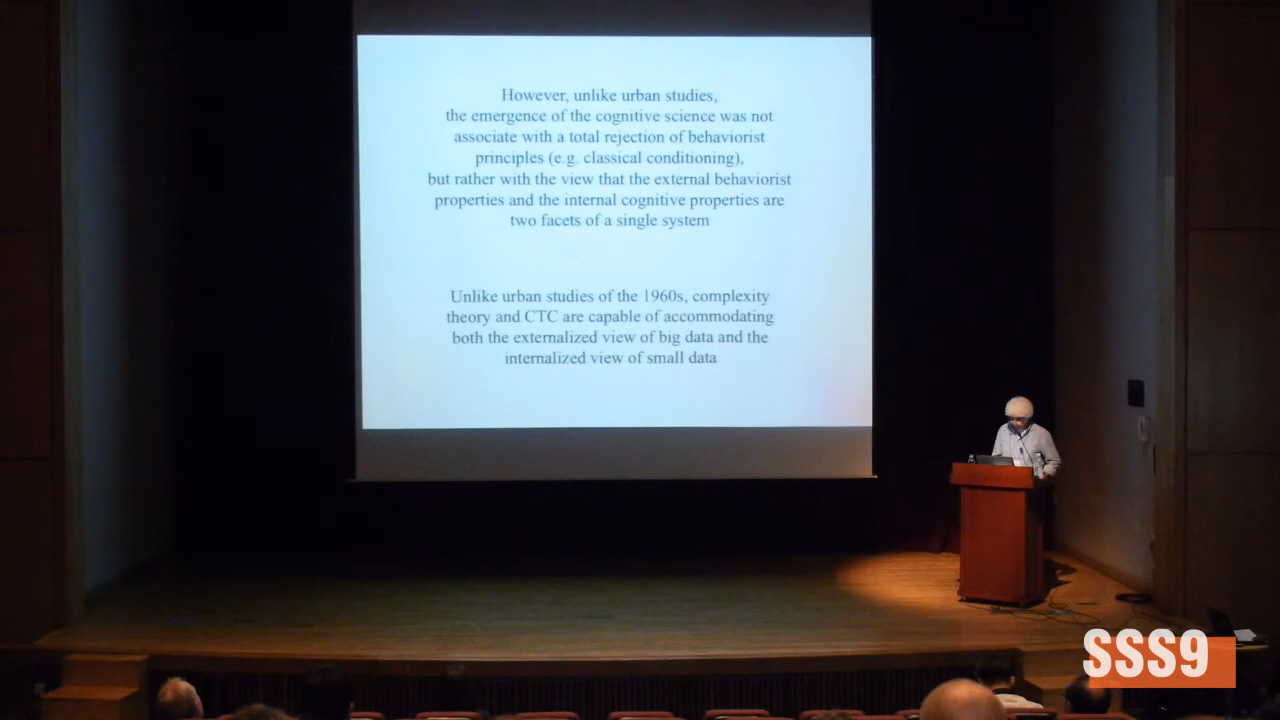 However, unlike urban studies,
the emergence of the cognitive science was not
associate with a total rejection of behaviorist
principles (e.g. classical conditioning),
but rather with the view that the external behaviorist
properties and the internal cognitive properties are
two facets of a single system
Unlike urban studies of the 1960s, complexity
theory and CTC are capable of accommodating
both the externalized view of big data and the
internalized view of small data
SSS9